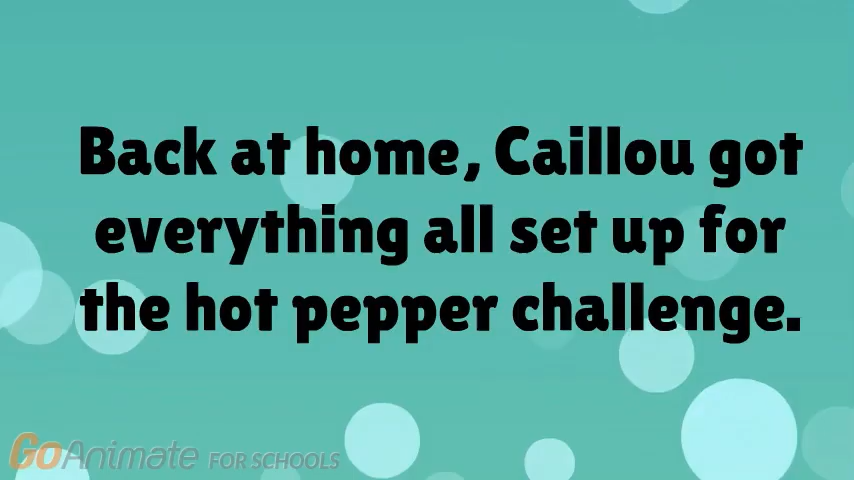 Back at home, Caillou got
everything all set up for
the hot pepper challenge.
GoAnimate FOR SCHOOLS